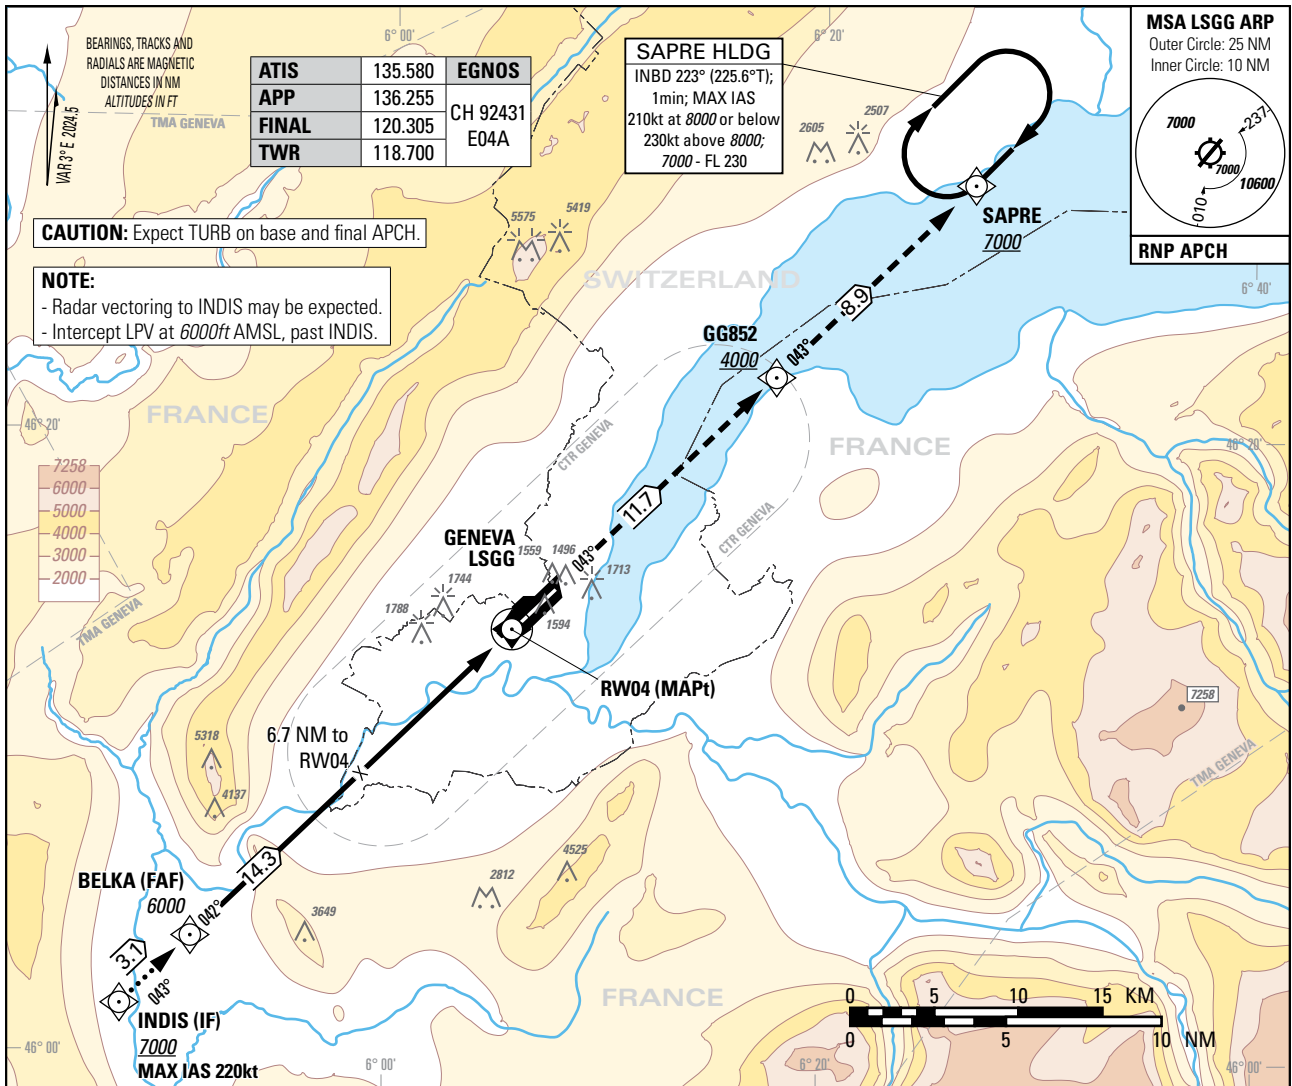 BEARINGS, TRACKS AND
RADIALS ARE MAGNETIC
DISTANCES IN NM
ALTITUDES IN FT
VAR 3° E 2024.5
TMA GENEVA
6° 00'
6° 20'
ATIS 135.580 EGNOS
APP 136.255 CH 92431
FINAL 120.305 E04A
TWR 118.700
SAPRE HLDG
INBD 223° (225.6°T);
1min; MAX IAS
210kt at 8000 or below
230kt above 8000;
7000 - FL 230
MSA LSGG ARP
Outer Circle: 25 NM
Inner Circle: 10 NM
7000
237
7000
10600
010
RNP APCH
2605
2507
CAUTION: Expect TURB on base and final APCH.
NOTE:
- Radar vectoring to INDIS may be expected.
- Intercept LPV at 6000ft AMSL, past INDIS.
5575
5419
SAPRE
7000
SWITZERLAND
6° 40'
8.9
GG852
4000
043°
FRANCE
46° 20'
CTR GENEVA
FRANCE
46° 20'
7258
6000
5000
4000
3000
2000
11.7
CTR GENEVA
GENEVA
LSGG
1559
1496
043°
1713
1744
1788
1594
TMA GENEVA
RW04 (MAPt)
7258
6.7 NM to
RW04
5318
4137
TMA GENEVA
14.3
4525
2812
BELKA (FAF)
6000
042°
3649
3.1
043°
INDIS (IF)
7000
MAX IAS 220kt
FRANCE
0 5 10 15 KM
0 5 10 NM
46° 00'
6° 00'
6° 20'
46° 00'